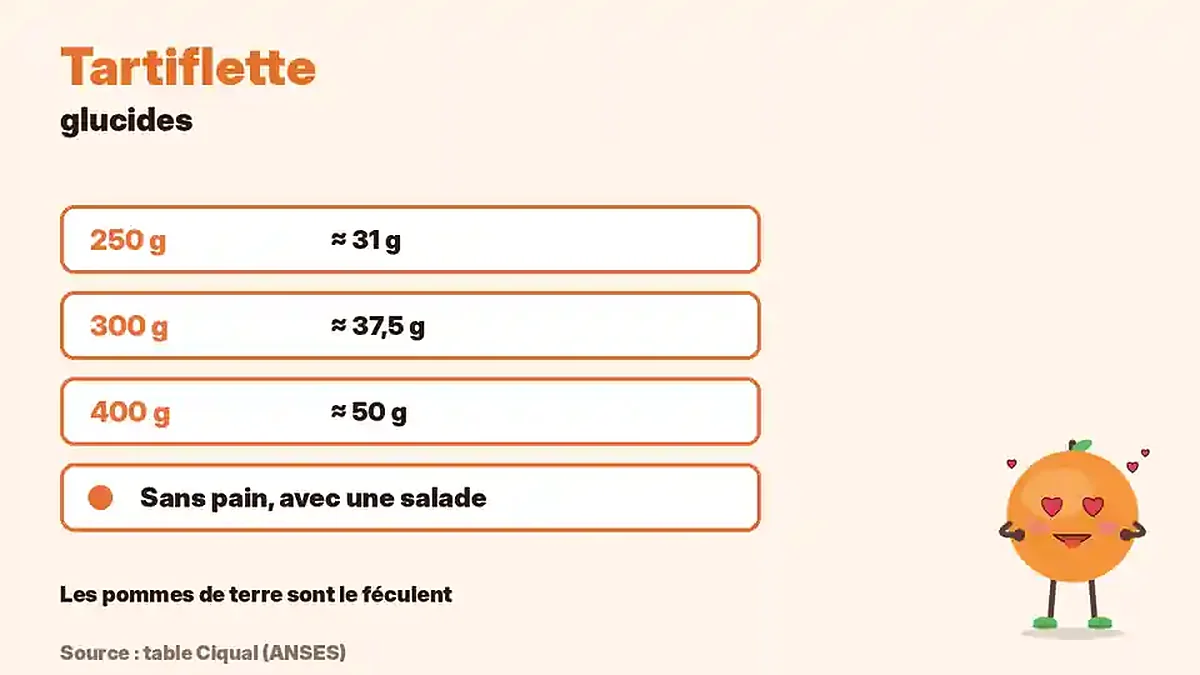 Tartiflette
glucides
250 g ≈ 31 g
300 g ≈ 37,5 g
400 g ≈ 50 g
Sans pain, avec une salade
Les pommes de terre sont le féculent
Source : table Ciqual (ANSES)